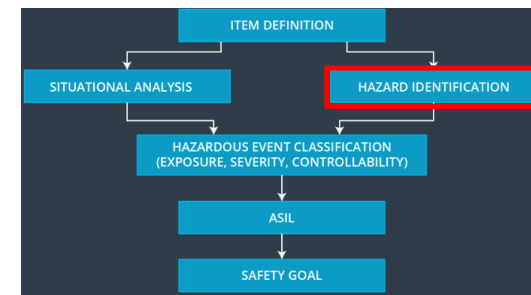 ITEM DEFINITION
SITUATIONAL ANALYSIS
HAZARD IDENTIFICATION
HAZARDOUS EVENT CLASSIFICATION
(EXPOSURE, SEVERITY, CONTROLLABILITY)
ASIL
SAFETY GOAL